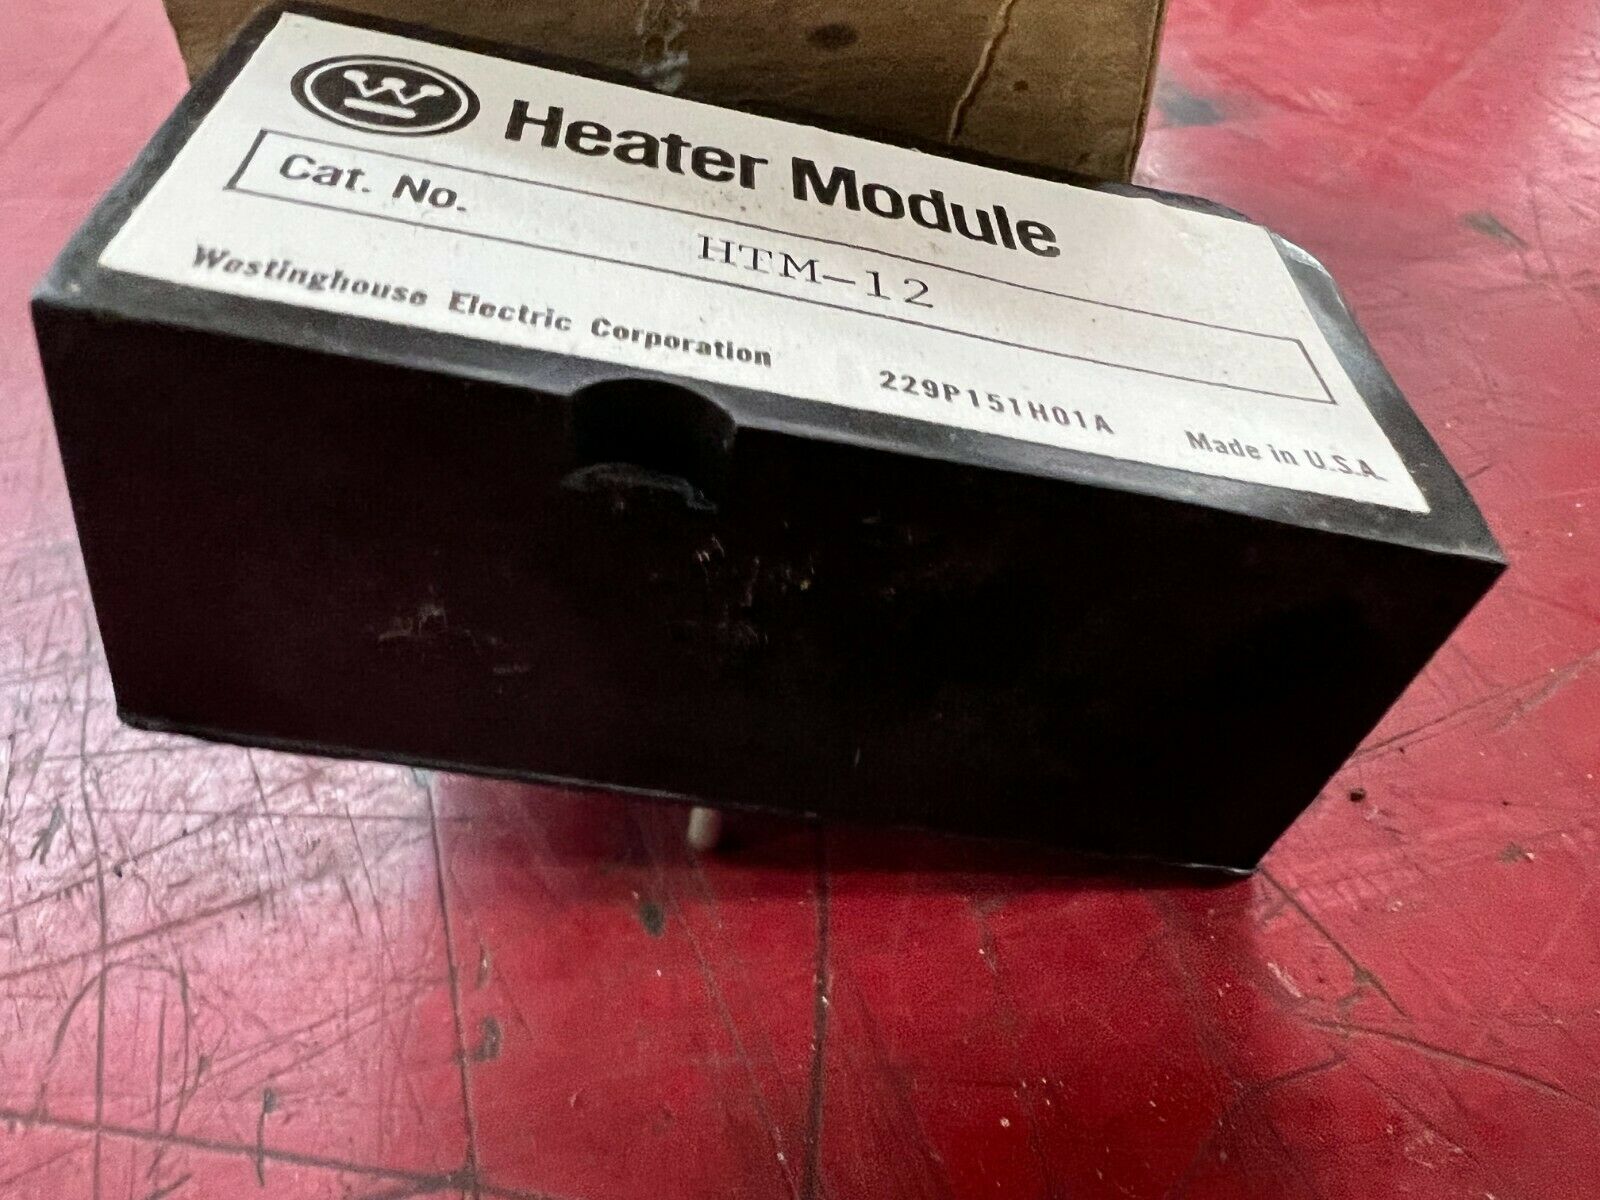 W Heater Module
Cat. No. HTM-12
Westinghouse Electric Corporation 229P151H01A Made in U.S.A.